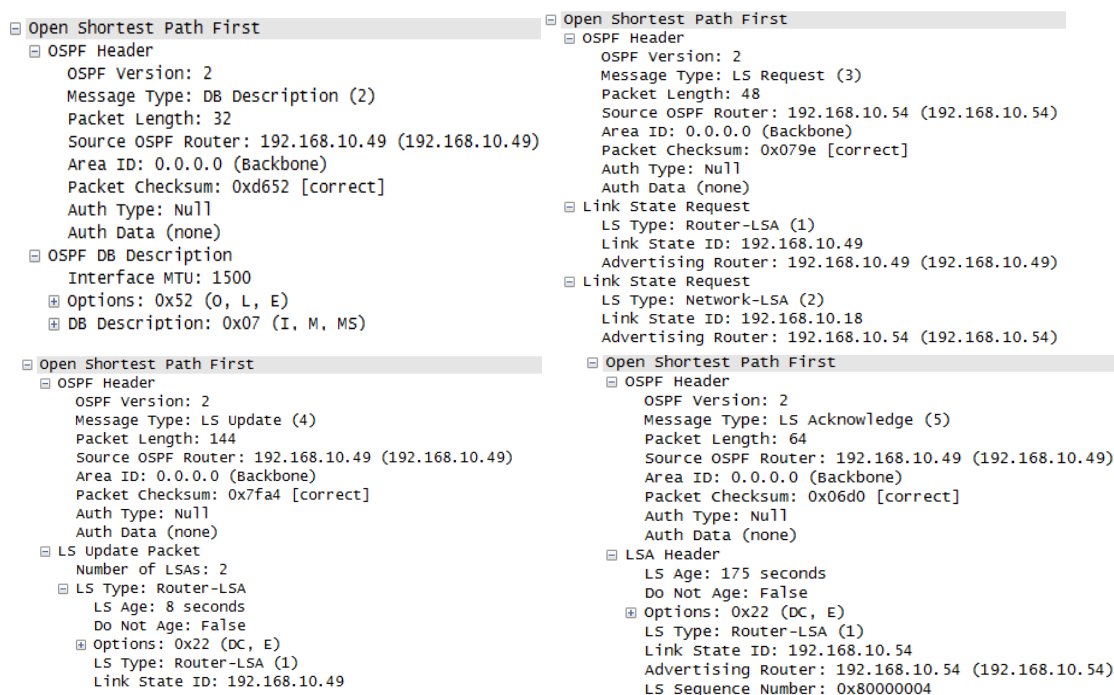 Open Shortest Path First
OSPF Header
OSPF Version: 2
Message Type: DB Description (2)
Packet Length: 32
Source OSPF Router: 192.168.10.49 (192.168.10.49)
Area ID: 0.0.0.0 (Backbone)
Packet Checksum: 0xd652 [correct]
Auth Type: Null
Auth Data (none)
OSPF DB Description
Interface MTU: 1500
Options: 0x52 (O, L, E)
DB Description: 0x07 (I, M, MS)
Open Shortest Path First
OSPF Header
OSPF Version: 2
Message Type: LS Request (3)
Packet Length: 48
Source OSPF Router: 192.168.10.54 (192.168.10.54)
Area ID: 0.0.0.0 (Backbone)
Packet Checksum: 0x079e [correct]
Auth Type: Null
Auth Data (none)
Link State Request
LS Type: Router-LSA (1)
Link State ID: 192.168.10.49
Advertising Router: 192.168.10.49 (192.168.10.49)
Link State Request
LS Type: Network-LSA (2)
Link State ID: 192.168.10.18
Advertising Router: 192.168.10.54 (192.168.10.54)
Open Shortest Path First
OSPF Header
OSPF Version: 2
Message Type: LS Update (4)
Packet Length: 144
Source OSPF Router: 192.168.10.49 (192.168.10.49)
Area ID: 0.0.0.0 (Backbone)
Packet Checksum: 0x7fa4 [correct]
Auth Type: Null
Auth Data (none)
LS Update Packet
Number of LSAs: 2
LS Type: Router-LSA
LS Age: 8 seconds
Do Not Age: False
Options: 0x22 (DC, E)
LS Type: Router-LSA (1)
Link State ID: 192.168.10.49
Open Shortest Path First
OSPF Header
OSPF Version: 2
Message Type: LS Acknowledge (5)
Packet Length: 64
Source OSPF Router: 192.168.10.49 (192.168.10.49)
Area ID: 0.0.0.0 (Backbone)
Packet Checksum: 0x06d0 [correct]
Auth Type: Null
Auth Data (none)
LSA Header
LS Age: 175 seconds
Do Not Age: False
Options: 0x22 (DC, E)
LS Type: Router-LSA (1)
Link State ID: 192.168.10.54
Advertising Router: 192.168.10.54 (192.168.10.54)
LS Sequence Number: 0x80000004